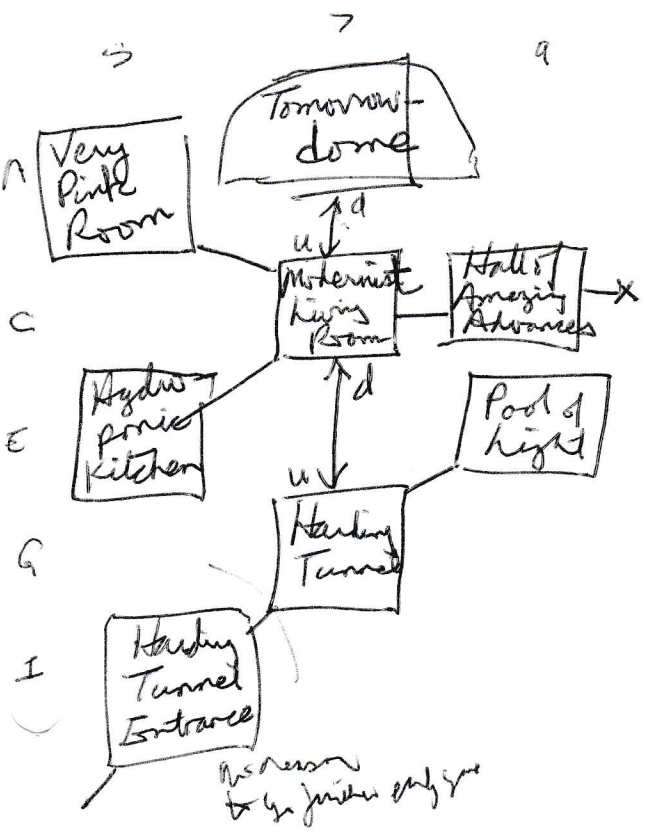 5 7 9
Tomorrow-
dome
A
Very
Pink
Room
d
u
Modernist
Living
Room
Hall of
Amazing
Advances
X
C
d
Hydro-
ponic
Kitchen
E
Pool of
Light
u
Harding
Tunnel
G
Harding
Tunnel
Entrance
I
no reason
to go further